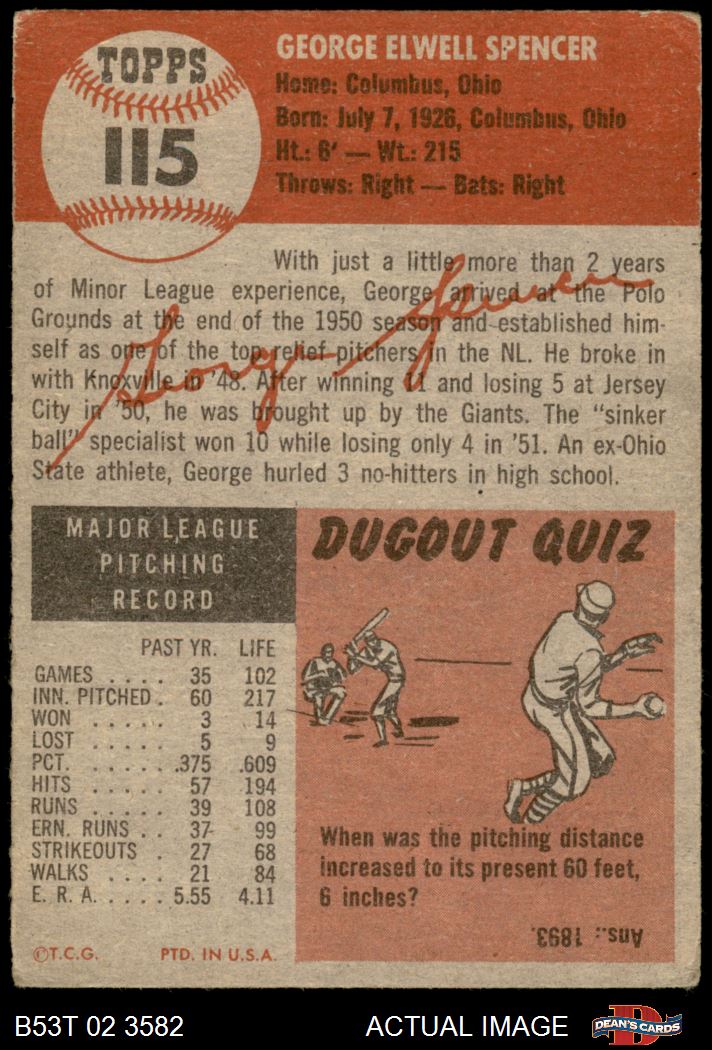 TOPPS
115
GEORGE ELWELL SPENCER
Home: Columbus, Ohio
Born: July 7, 1926, Columbus, Ohio
Ht.: 6' — Wt.: 215
Throws: Right — Bats: Right
With just a little more than 2 years
of Minor League experience, George arrived at the Polo
Grounds at the end of the 1950 season and established him-
self as one of the top relief pitchers in the NL. He broke in
with Knoxville in '48. After winning 11 and losing 5 at Jersey
City in '50, he was brought up by the Giants. The "sinker
ball" specialist won 10 while losing only 4 in '51. An ex-Ohio
State athlete, George hurled 3 no-hitters in high school.
George Spencer
MAJOR LEAGUE
PITCHING
RECORD
PAST YR. LIFE
GAMES .... 35 102
INN. PITCHED . 60 217
WON ..... 3 14
LOST ..... 5 9
PCT. ...... .375 .609
HITS ..... 57 194
RUNS ..... 39 108
ERN. RUNS .. 37 99
STRIKEOUTS . 27 68
WALKS .... 21 84
E. R. A. .... 5.55 4.11
©T.C.G. PTD. IN U.S.A.
DUGOUT QUIZ
When was the pitching distance
increased to its present 60 feet,
6 inches?
Ans.: 1893.
B53T 02 3582 ACTUAL IMAGE
D
DEAN'S CARDS